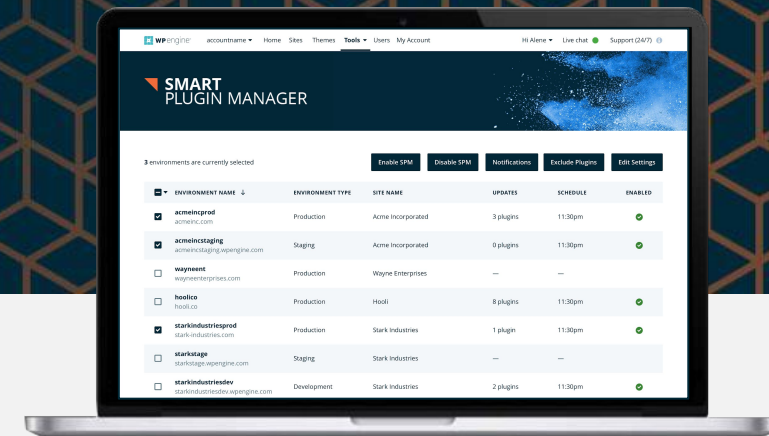 WPengine® accountname Home Sites Themes Tools Users My Account Hi Alene Live chat Support (24/7)
SMART
PLUGIN MANAGER
3 environments are currently selected Enable SPM Disable SPM Notifications Exclude Plugins Edit Settings
ENVIRONMENT NAME ↓ ENVIRONMENT TYPE SITE NAME UPDATES SCHEDULE ENABLED
acmeincprod Production Acme Incorporated 3 plugins 11:30pm
acmeinc.com
acmeincstaging Staging Acme Incorporated 0 plugins 11:30pm
acmeincstaging.wpengine.com
wayneent Production Wayne Enterprises — —
wayneenterprises.com
hoolico Production Hooli 8 plugins 11:30pm
hooli.co
starkindustriesprod Production Stark Industries 1 plugin 11:30pm
stark-industries.com
starkstage Staging Stark Industries — —
starkstage.wpengine.com
starkindustriesdev Development Stark Industries 2 plugins 11:30pm
starkindustriesdev.wpengine.com